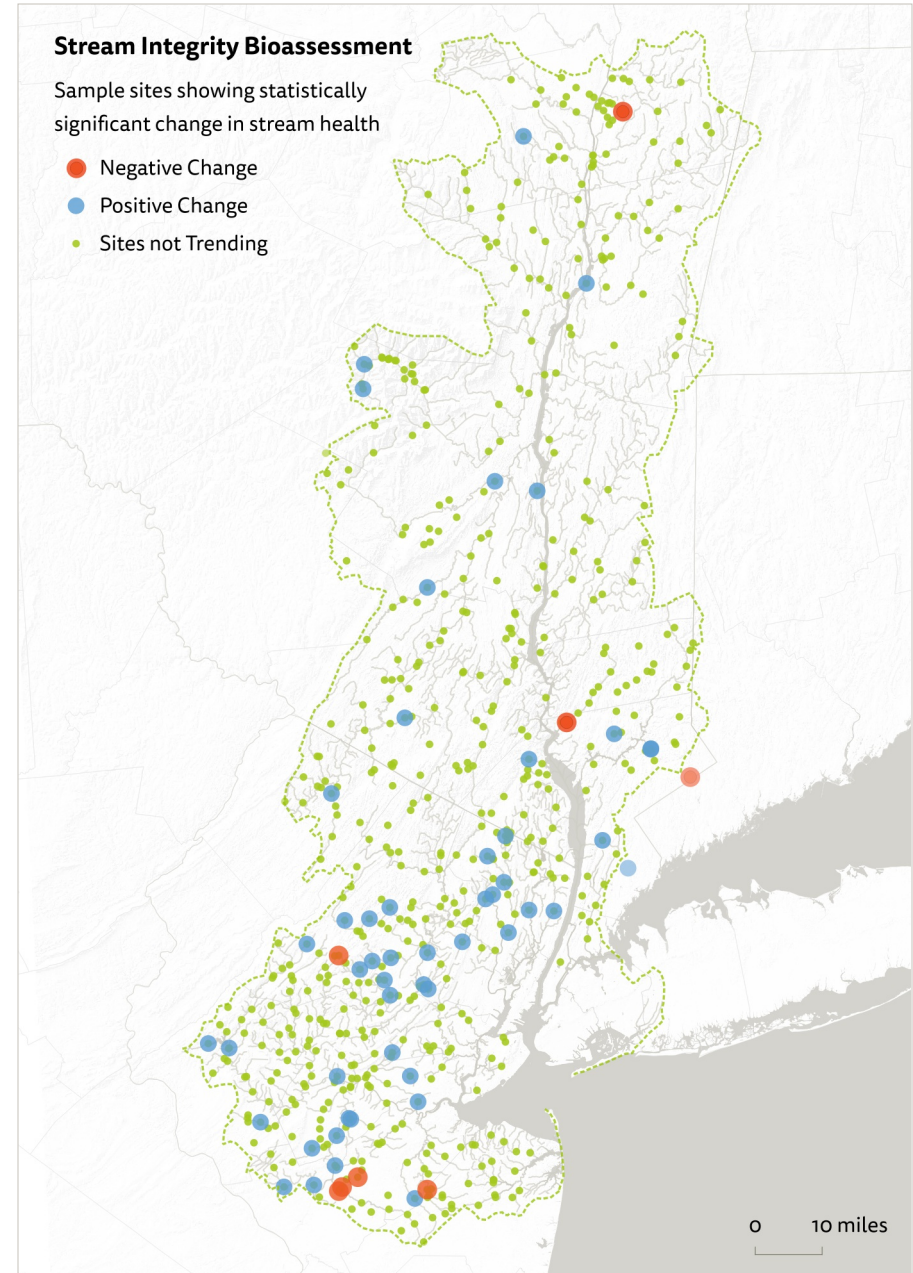 Stream Integrity Bioassessment
Sample sites showing statistically
significant change in stream health
Negative Change
Positive Change
Sites not Trending
0 10 miles